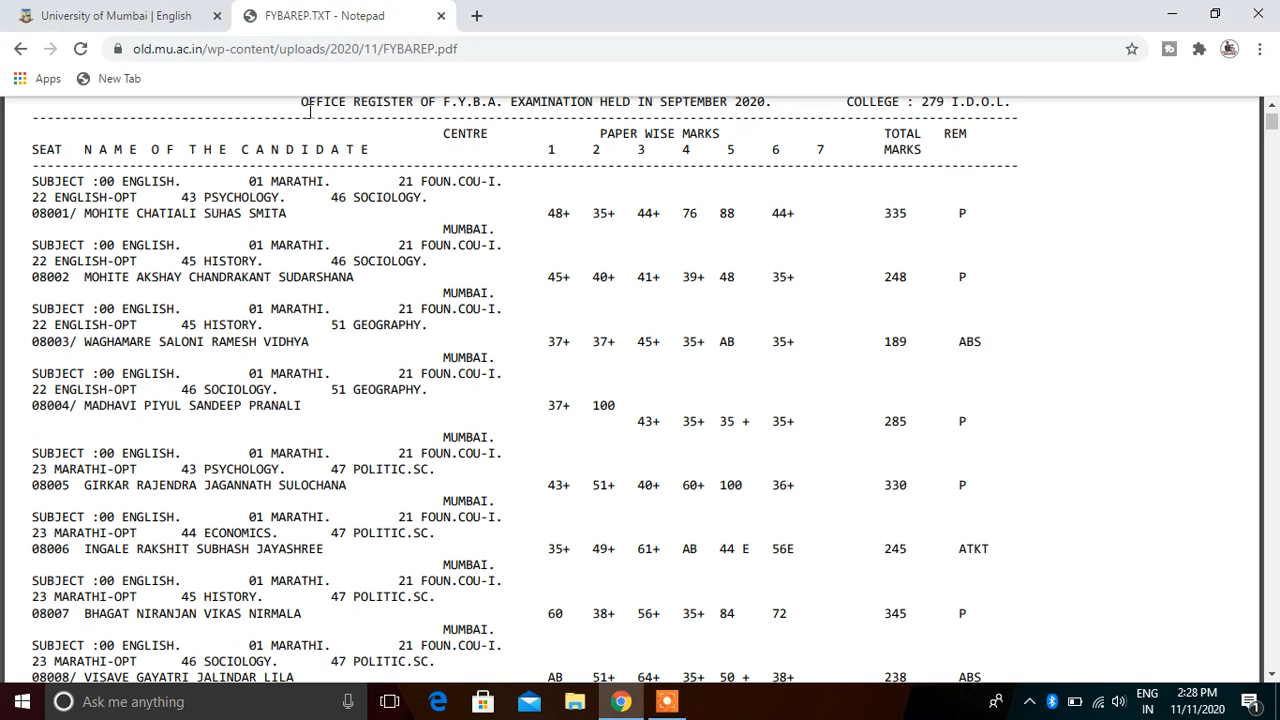 University of Mumbai | English
FYBAREP.TXT - Notepad
old.mu.ac.in/wp-content/uploads/2020/11/FYBAREP.pdf
Apps New Tab
OFFICE REGISTER OF F.Y.B.A. EXAMINATION HELD IN SEPTEMBER 2020. COLLEGE : 279 I.D.O.L.
CENTRE PAPER WISE MARKS TOTAL REM
SEAT N A M E O F T H E C A N D I D A T E 1 2 3 4 5 6 7 MARKS
SUBJECT :00 ENGLISH. 01 MARATHI. 21 FOUN.COU-I.
22 ENGLISH-OPT 43 PSYCHOLOGY. 46 SOCIOLOGY.
08001/ MOHITE CHATIALI SUHAS SMITA 48+ 35+ 44+ 76 88 44+ 335 P
MUMBAI.
SUBJECT :00 ENGLISH. 01 MARATHI. 21 FOUN.COU-I.
22 ENGLISH-OPT 45 HISTORY. 46 SOCIOLOGY.
08002 MOHITE AKSHAY CHANDRAKANT SUDARSHANA 45+ 40+ 41+ 39+ 48 35+ 248 P
MUMBAI.
SUBJECT :00 ENGLISH. 01 MARATHI. 21 FOUN.COU-I.
22 ENGLISH-OPT 45 HISTORY. 51 GEOGRAPHY.
08003/ WAGHAMARE SALONI RAMESH VIDHYA 37+ 37+ 45+ 35+ AB 35+ 189 ABS
MUMBAI.
SUBJECT :00 ENGLISH. 01 MARATHI. 21 FOUN.COU-I.
22 ENGLISH-OPT 46 SOCIOLOGY. 51 GEOGRAPHY.
08004/ MADHAVI PIYUL SANDEEP PRANALI 37+ 100
43+ 35+ 35 + 35+ 285 P
MUMBAI.
SUBJECT :00 ENGLISH. 01 MARATHI. 21 FOUN.COU-I.
23 MARATHI-OPT 43 PSYCHOLOGY. 47 POLITIC.SC.
08005 GIRKAR RAJENDRA JAGANNATH SULOCHANA 43+ 51+ 40+ 60+ 100 36+ 330 P
MUMBAI.
SUBJECT :00 ENGLISH. 01 MARATHI. 21 FOUN.COU-I.
23 MARATHI-OPT 44 ECONOMICS. 47 POLITIC.SC.
08006 INGALE RAKSHIT SUBHASH JAYASHREE 35+ 49+ 61+ AB 44 E 56E 245 ATKT
MUMBAI.
SUBJECT :00 ENGLISH. 01 MARATHI. 21 FOUN.COU-I.
23 MARATHI-OPT 45 HISTORY. 47 POLITIC.SC.
08007 BHAGAT NIRANJAN VIKAS NIRMALA 60 38+ 56+ 35+ 84 72 345 P
MUMBAI.
SUBJECT :00 ENGLISH. 01 MARATHI. 21 FOUN.COU-I.
23 MARATHI-OPT 46 SOCIOLOGY. 47 POLITIC.SC.
08008/ VISAVE GAYATRI JALINDAR LILA AB 51+ 64+ 35+ 50 + 38+ 238 ABS
Ask me anything
ENG
IN
2:28 PM
11/11/2020